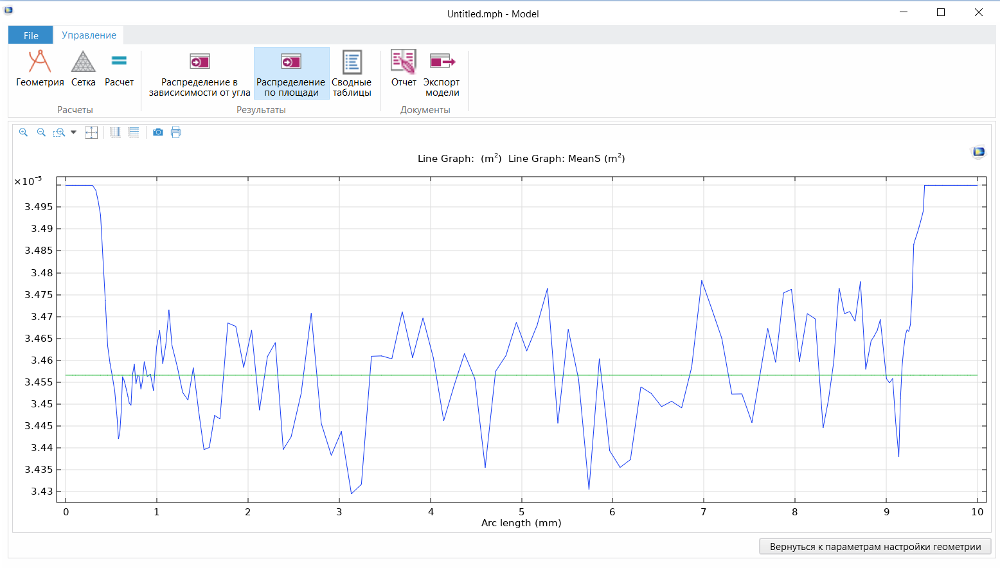 Untitled.mph - Model
File Управление
Геометрия Сетка Расчет Распределение в Распределение Сводные Отчет Экспорт
зависисимости от угла по площади таблицы модели
Расчеты Результаты Документы
Line Graph: (m²) Line Graph: MeanS (m²)
×10⁻⁵
3.495
3.49
3.485
3.48
3.475
3.47
3.465
3.46
3.455
3.45
3.445
3.44
3.435
3.43
0 1 2 3 4 5 6 7 8 9 10
Arc length (mm)
Вернуться к параметрам настройки геометрии